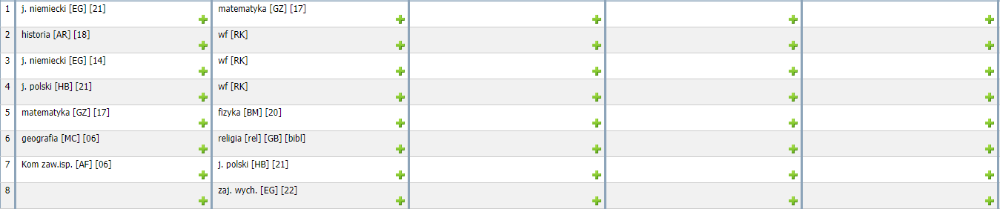 1 j. niemiecki [EG] [21] matematyka [GZ] [17]
2 historia [AR] [18] wf [RK]
3 j. niemiecki [EG] [14] wf [RK]
4 j. polski [HB] [21] wf [RK]
5 matematyka [GZ] [17] fizyka [BM] [20]
6 geografia [MC] [06] religia [rel] [GB] [bibl]
7 Kom zaw.isp. [AF] [06] j. polski [HB] [21]
8 zaj. wych. [EG] [22]